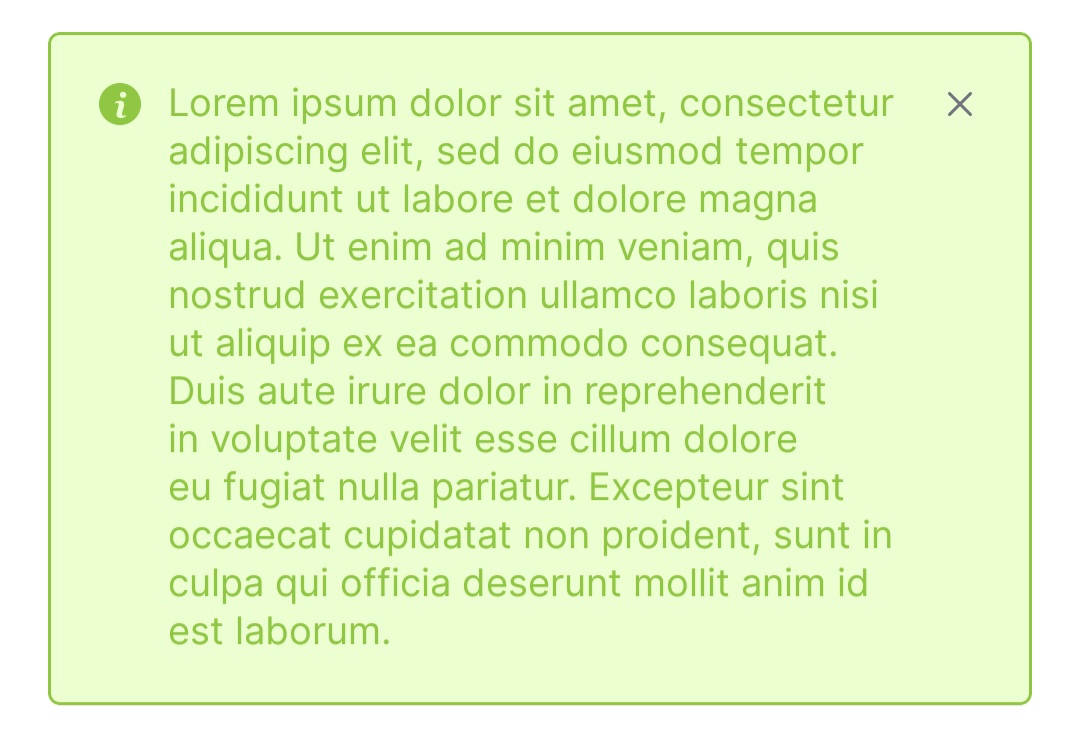 Lorem ipsum dolor sit amet, consectetur
adipiscing elit, sed do eiusmod tempor
incididunt ut labore et dolore magna
aliqua. Ut enim ad minim veniam, quis
nostrud exercitation ullamco laboris nisi
ut aliquip ex ea commodo consequat.
Duis aute irure dolor in reprehenderit
in voluptate velit esse cillum dolore
eu fugiat nulla pariatur. Excepteur sint
occaecat cupidatat non proident, sunt in
culpa qui officia deserunt mollit anim id
est laborum.